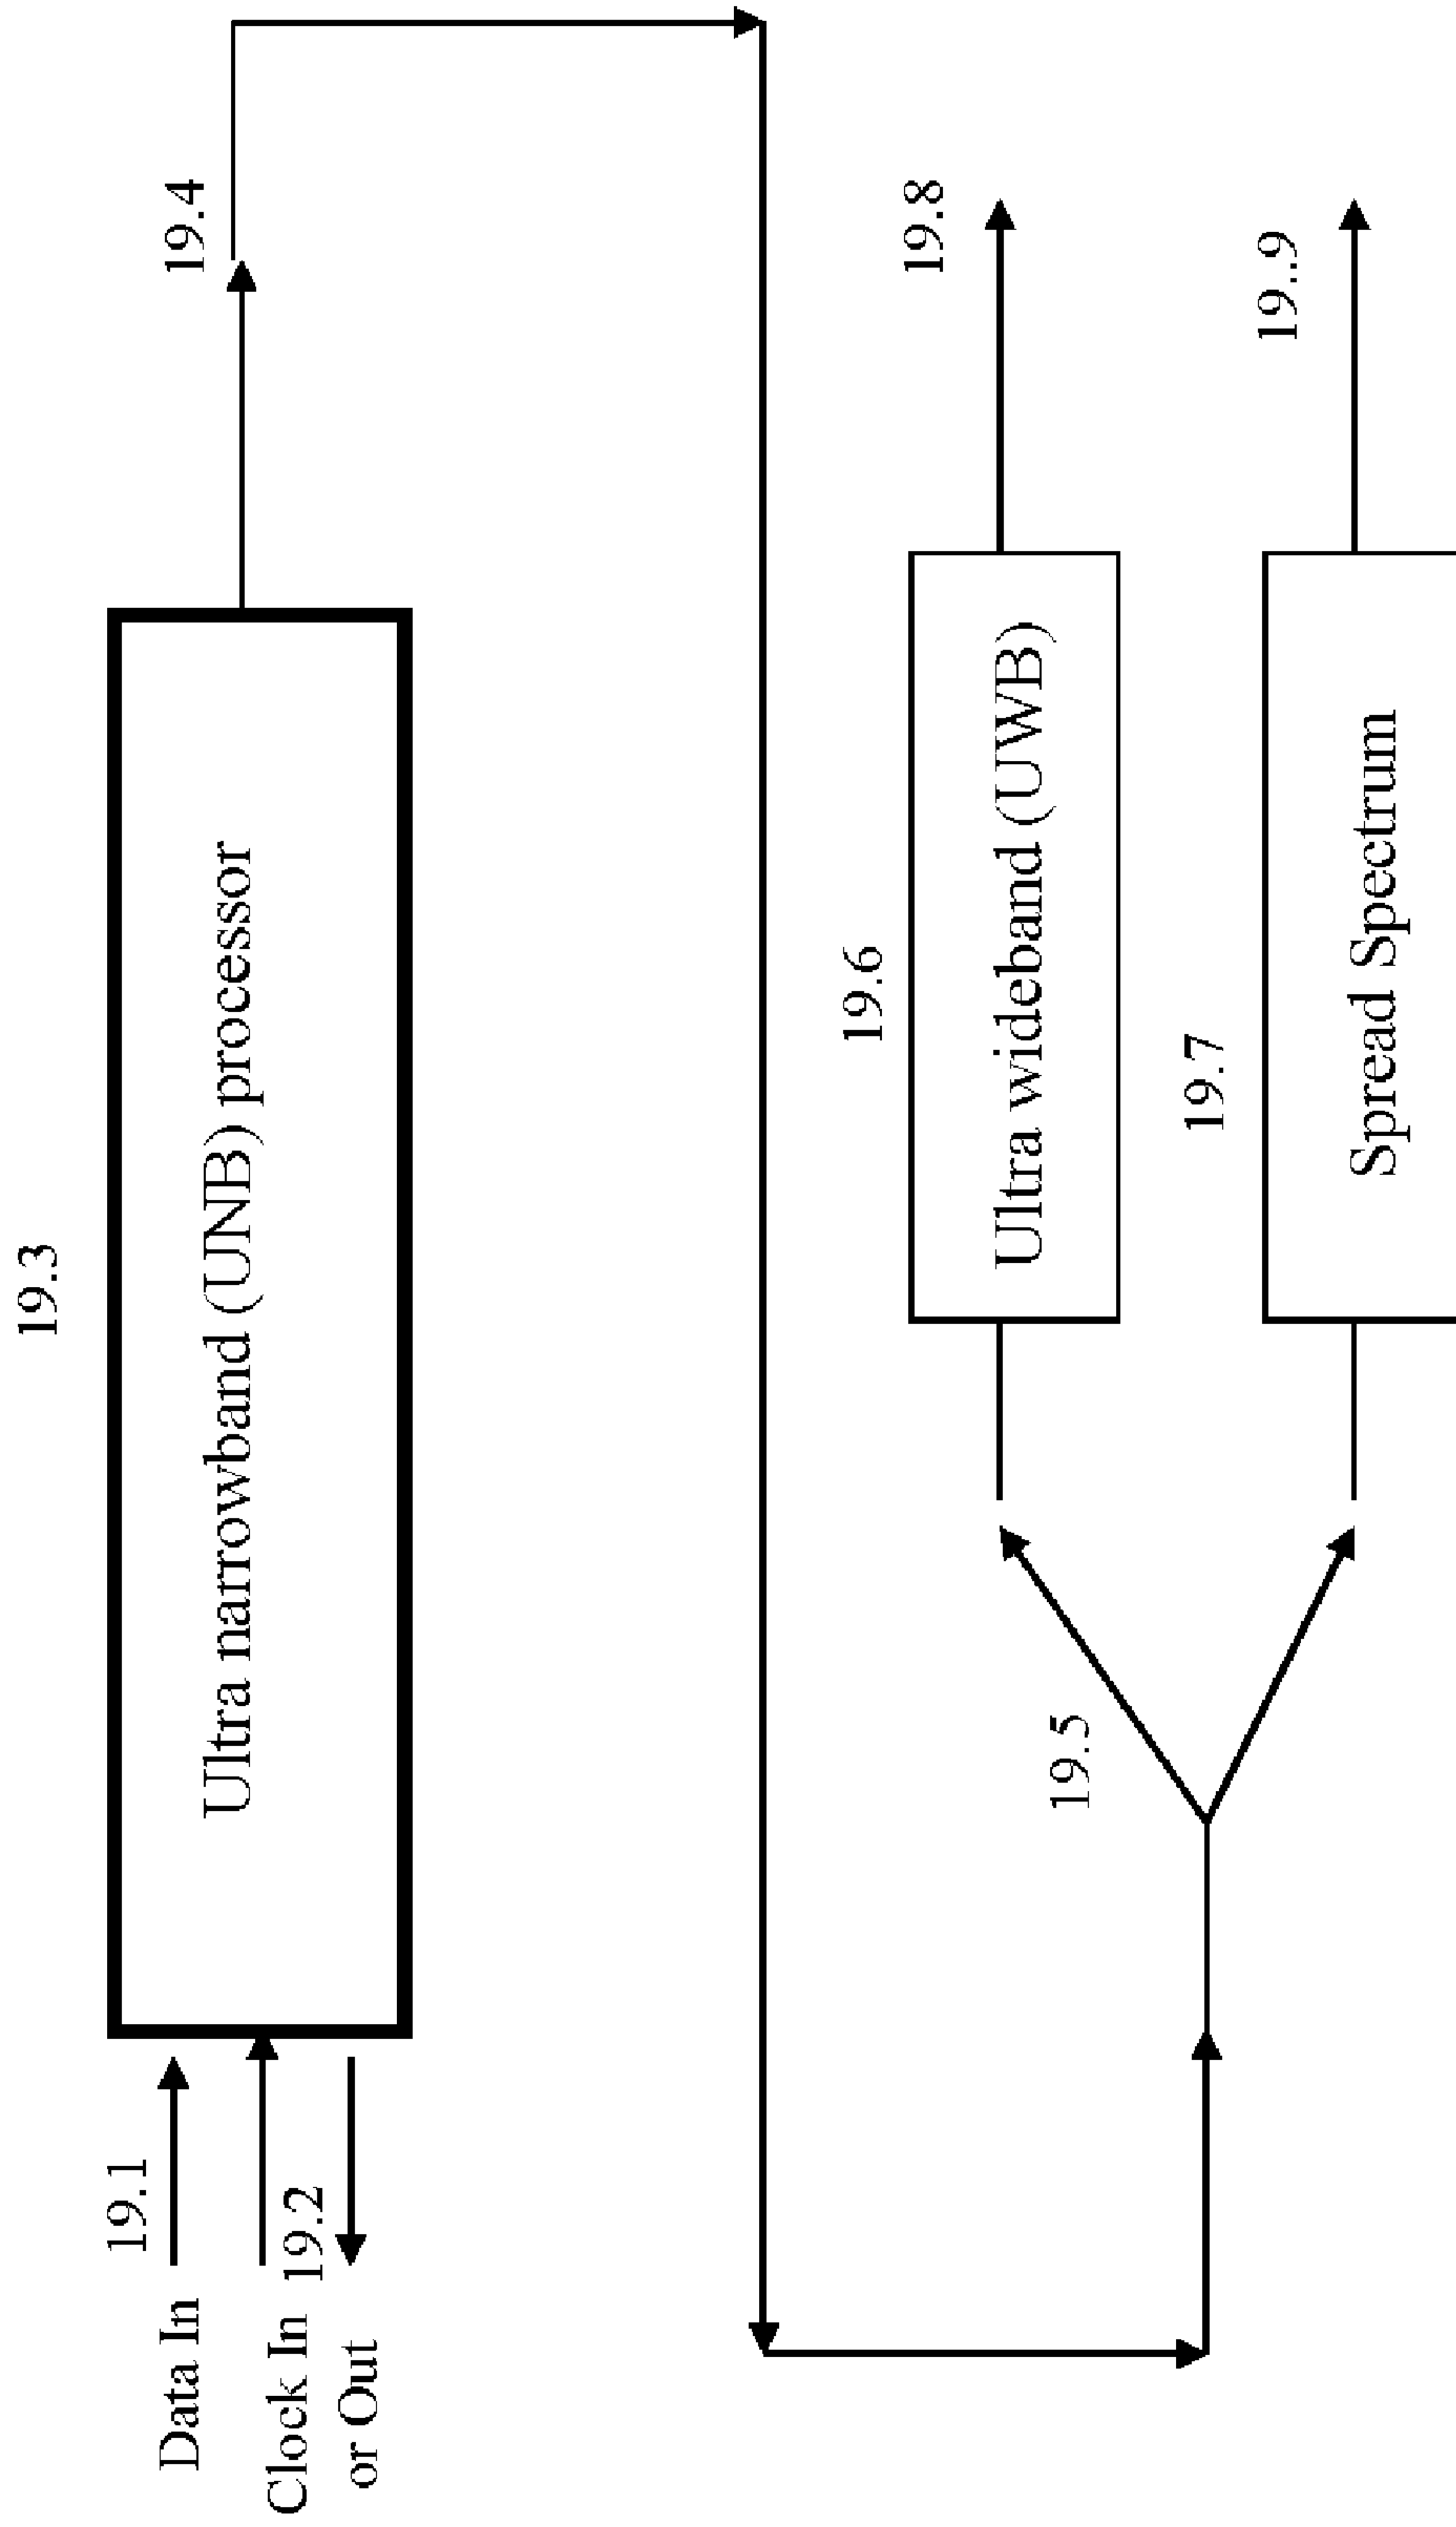 19.3
19.1
Data In
Ultra narrowband (UNB) processor
19.4
Clock In 19.2
or Out
19.6
19.8
Ultra wideband (UWB)
19.5
19.7
19..9
Spread Spectrum